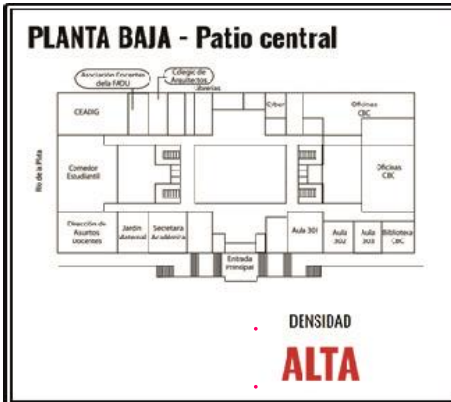 PLANTA BAJA - Patio central
Asociación Docentes
dela FADU
Colegio de
Arquitectos
Librerías
CEADIG
Ciber
Oficinas
CBC
Río de la Plata
Comedor
Estudiantil
Oficinas
CBC
Dirección de
Asuntos
Docentes
Jardín
Maternal
Secretaría
Académica
Aula 301
Aula
302
Aula
303
Biblioteca
CBC
Entrada
Principal
DENSIDAD
ALTA